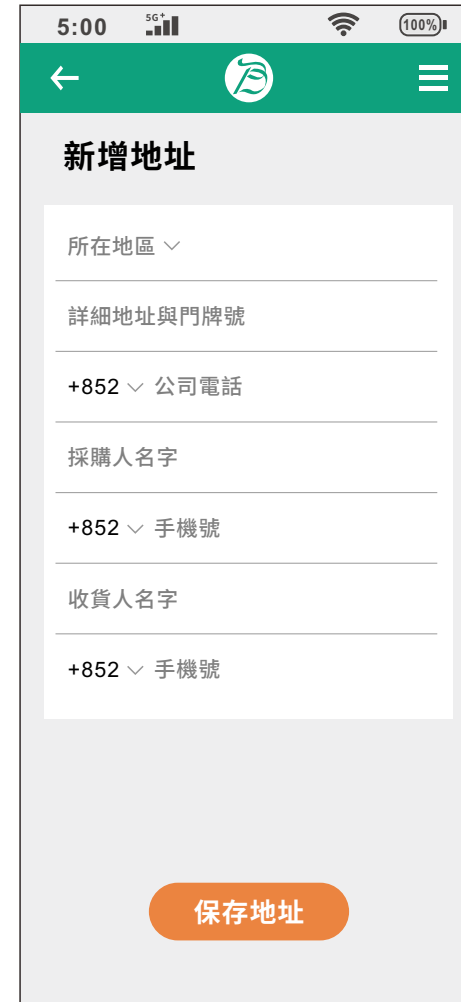 5:00 5G+ 100%
新增地址
所在地區
詳細地址與門牌號
+852 公司電話
採購人名字
+852 手機號
收貨人名字
+852 手機號
保存地址